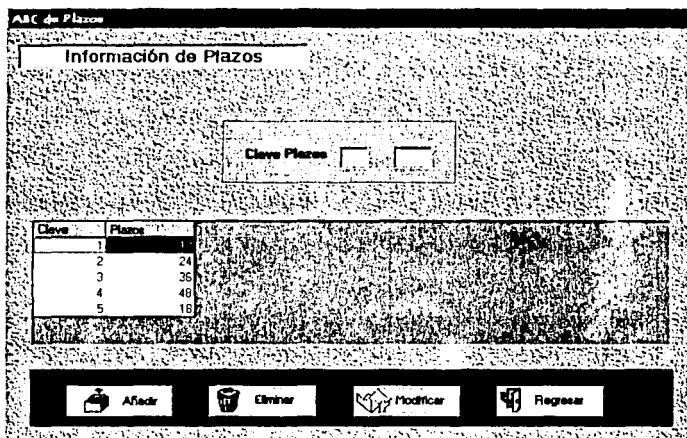 ABC de Plazos
Información de Plazos
Clave Plazos
Clave Plazos
1
2 24
3 36
4 48
5 18
Añadir Eliminar Modificar Regresar